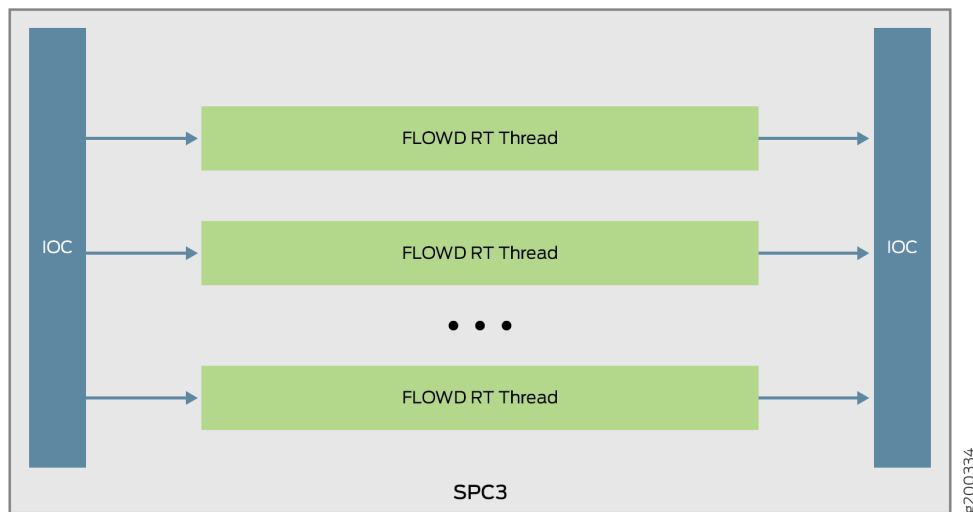 FLOWD RT Thread
IOC
FLOWD RT Thread
IOC
• • •
FLOWD RT Thread
SPC3
g200334